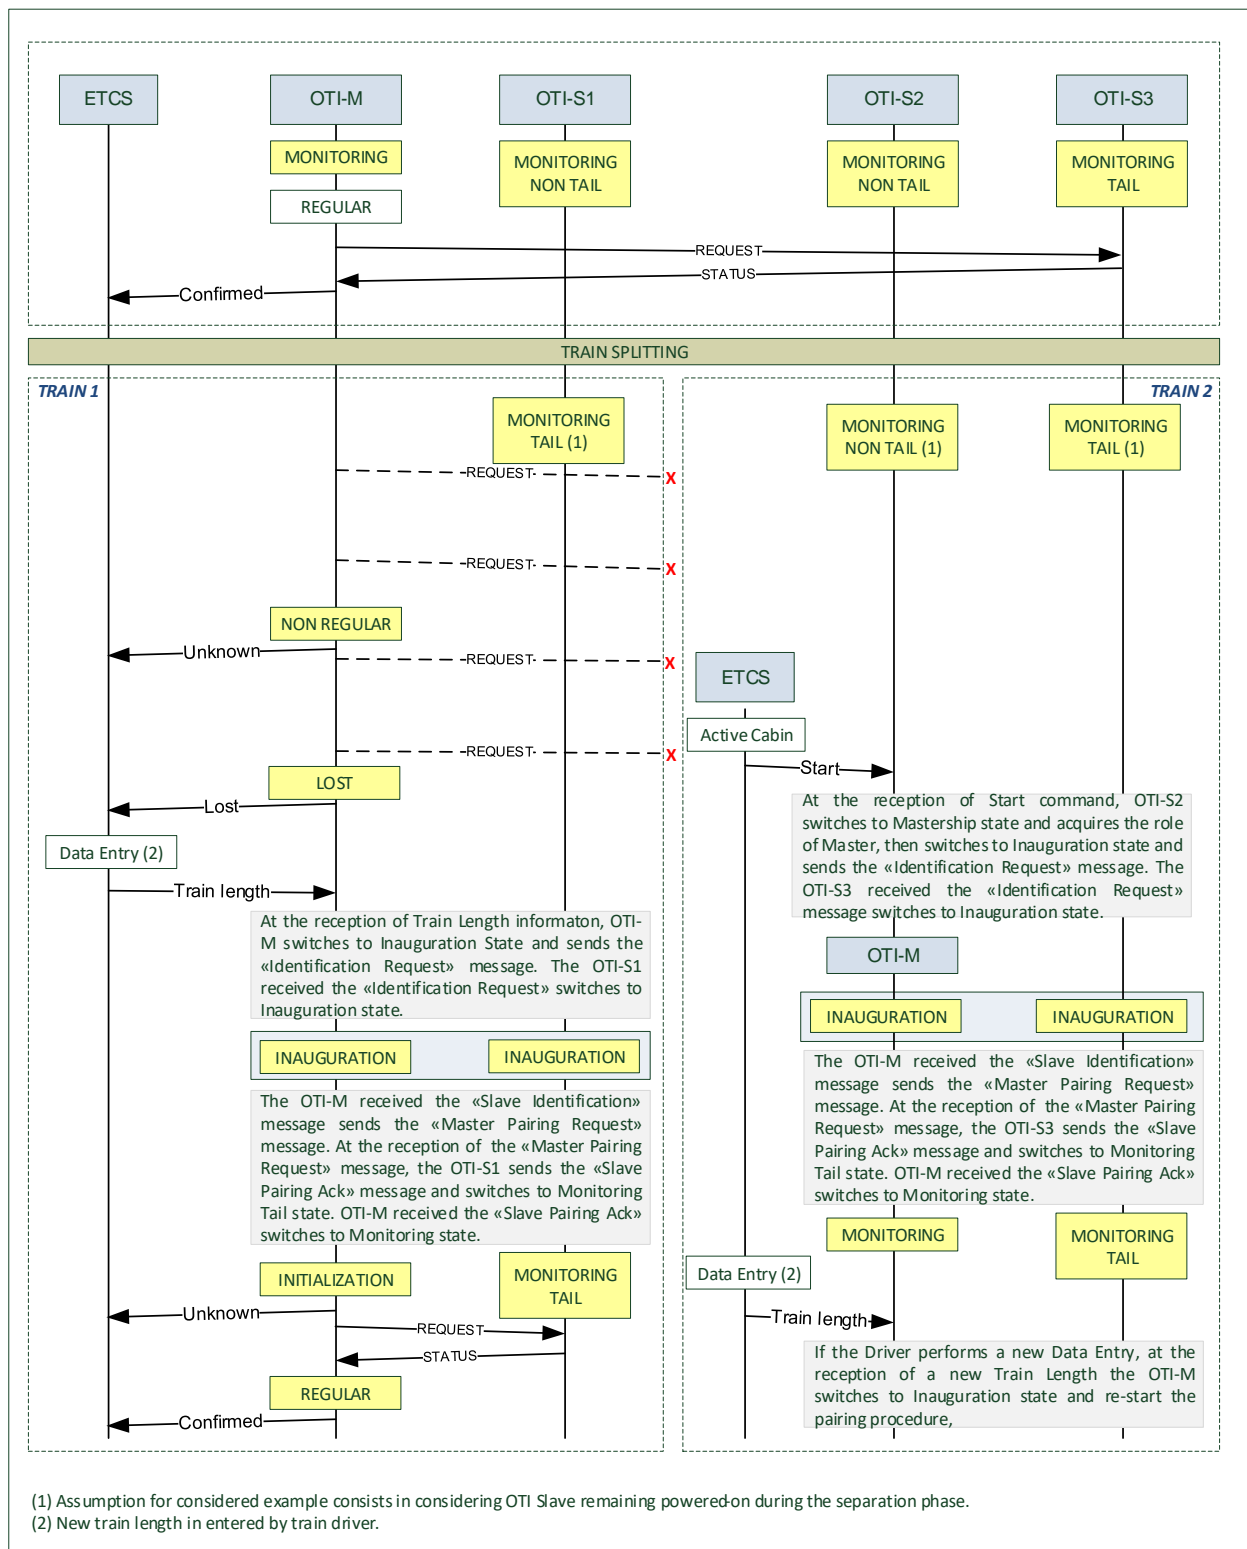 ETCS
OTI-M
OTI-S1
OTI-S2
OTI-S3
MONITORING
MONITORING
NON TAIL
MONITORING
NON TAIL
MONITORING
TAIL
REGULAR
REQUEST
STATUS
Confirmed
TRAIN SPLITTING
TRAIN 1
MONITORING
TAIL (1)
REQUEST
X
REQUEST
X
NON REGULAR
Unknown
REQUEST
X
REQUEST
X
LOST
Lost
Data Entry (2)
Train length
At the reception of Train Length informaton, OTI-
M switches to Inauguration State and sends the
«Identification Request» message. The OTI-S1
received the «Identification Request» switches to
Inauguration state.
INAUGURATION
INAUGURATION
The OTI-M received the «Slave Identification»
message sends the «Master Pairing Request»
message. At the reception of the «Master Pairing
Request» message, the OTI-S1 sends the «Slave
Pairing Ack» message and switches to Monitoring
Tail state. OTI-M received the «Slave Pairing Ack»
switches to Monitoring state.
INITIALIZATION
MONITORING
TAIL
Unknown
REQUEST
STATUS
REGULAR
Confirmed
TRAIN 2
MONITORING
NON TAIL (1)
MONITORING
TAIL (1)
ETCS
Active Cabin
Start
At the reception of Start command, OTI-S2
switches to Mastership state and acquires the role
of Master, then switches to Inauguration state and
sends the «Identification Request» message. The
OTI-S3 received the «Identification Request»
message switches to Inauguration state.
OTI-M
INAUGURATION
INAUGURATION
The OTI-M received the «Slave Identification»
message sends the «Master Pairing Request»
message. At the reception of the «Master Pairing
Request» message, the OTI-S3 sends the «Slave
Pairing Ack» message and switches to Monitoring
Tail state. OTI-M received the «Slave Pairing Ack»
switches to Monitoring state.
MONITORING
MONITORING
TAIL
Data Entry (2)
Train length
If the Driver performs a new Data Entry, at the
reception of a new Train Length the OTI-M
switches to Inauguration state and re-start the
pairing procedure,
(1) Assumption for considered example consists in considering OTI Slave remaining powered-on during the separation phase.
(2) New train length in entered by train driver.